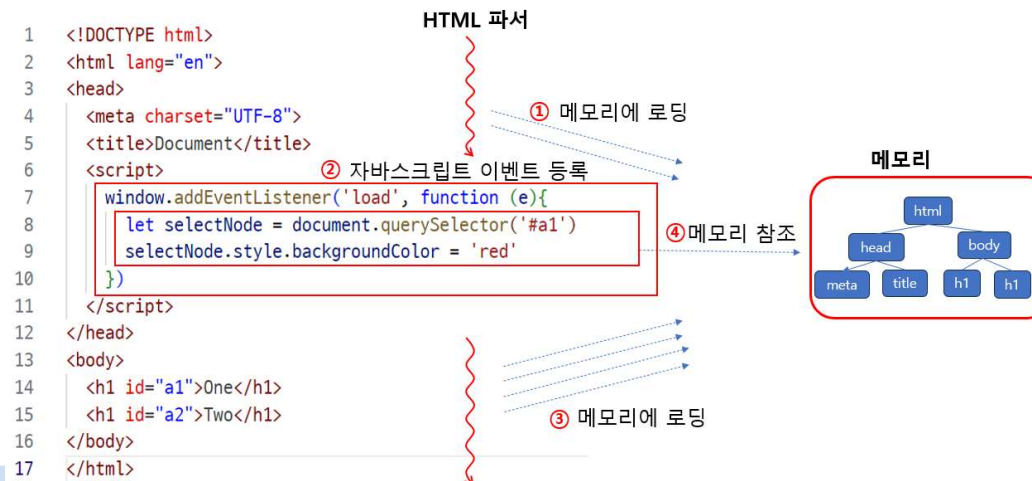 HTML 파서
1 <!DOCTYPE html>
2 <html lang="en">
3 <head>
4 <meta charset="UTF-8">
① 메모리에 로딩
5 <title>Document</title>
6 <script>
② 자바스크립트 이벤트 등록
7 window.addEventListener('load', function (e){
8 let selectNode = document.querySelector('#a1')
9 selectNode.style.backgroundColor = 'red'
④메모리 참조
10 })
11 </script>
12 </head>
13 <body>
14 <h1 id="a1">One</h1>
15 <h1 id="a2">Two</h1>
③ 메모리에 로딩
16 </body>
17 </html>
메모리
html
head body
meta title h1 h1